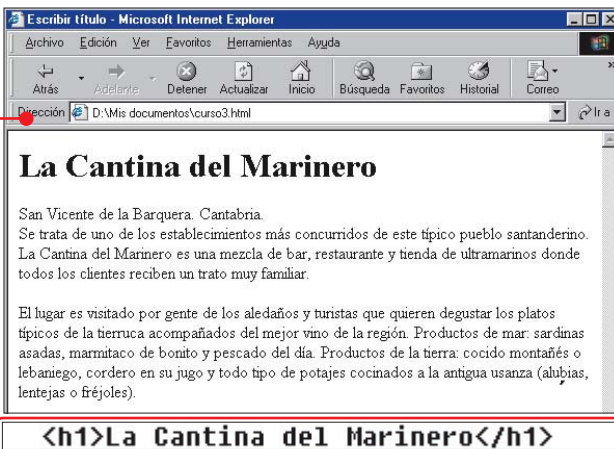 Escribir título - Microsoft Internet Explorer
Archivo Edición Ver Favoritos Herramientas Ayuda
Atrás Adelante Detener Actualizar Inicio Búsqueda Favoritos Historial Correo »
Dirección D:\Mis documentos\curso3.html Ir a
La Cantina del Marinero
San Vicente de la Barquera. Cantabria.
Se trata de uno de los establecimientos más concurridos de este típico pueblo santanderino.
La Cantina del Marinero es una mezcla de bar, restaurante y tienda de ultramarinos donde
todos los clientes reciben un trato muy familiar.
El lugar es visitado por gente de los aledaños y turistas que quieren degustar los platos
típicos de la tierruca acompañados del mejor vino de la región. Productos de mar: sardinas
asadas, marmitaco de bonito y pescado del día. Productos de la tierra: cocido montañés o
lebaniego, cordero en su jugo y todo tipo de potajes cocinados a la antigua usanza (alubias,
lentejas o fréjoles).
<h1>La Cantina del Marinero</h1>